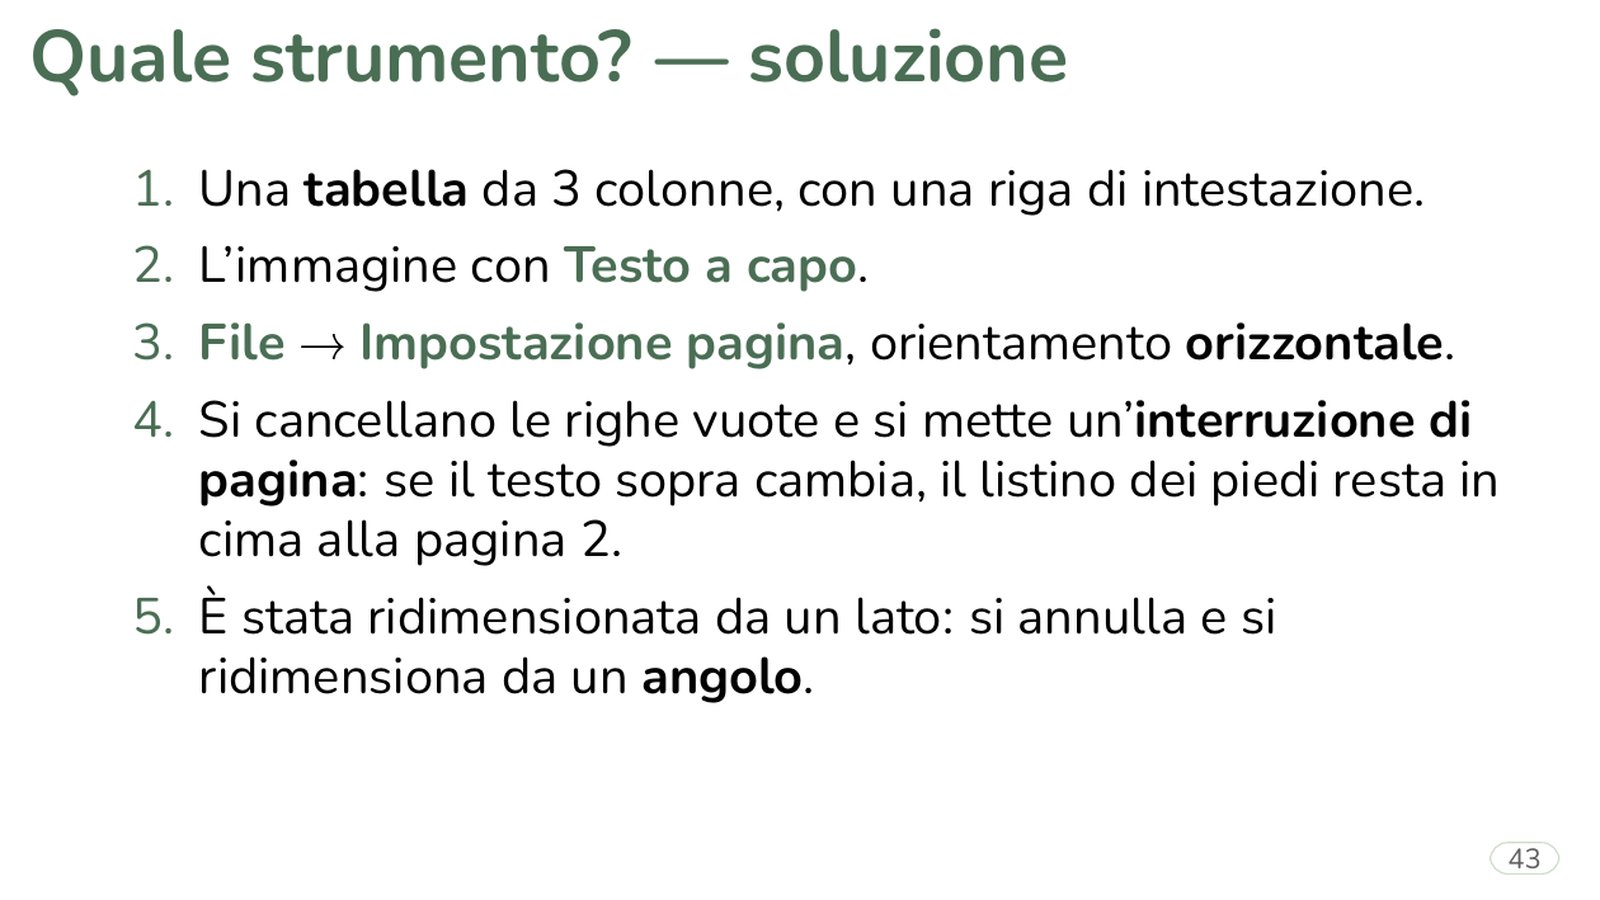 Quale strumento? — soluzione
1. Una tabella da 3 colonne, con una riga di intestazione.
2. L’immagine con Testo a capo.
3. File → Impostazione pagina, orientamento orizzontale.
4. Si cancellano le righe vuote e si mette un’interruzione di
pagina: se il testo sopra cambia, il listino dei piedi resta in
cima alla pagina 2.
5. È stata ridimensionata da un lato: si annulla e si
ridimensiona da un angolo.
43